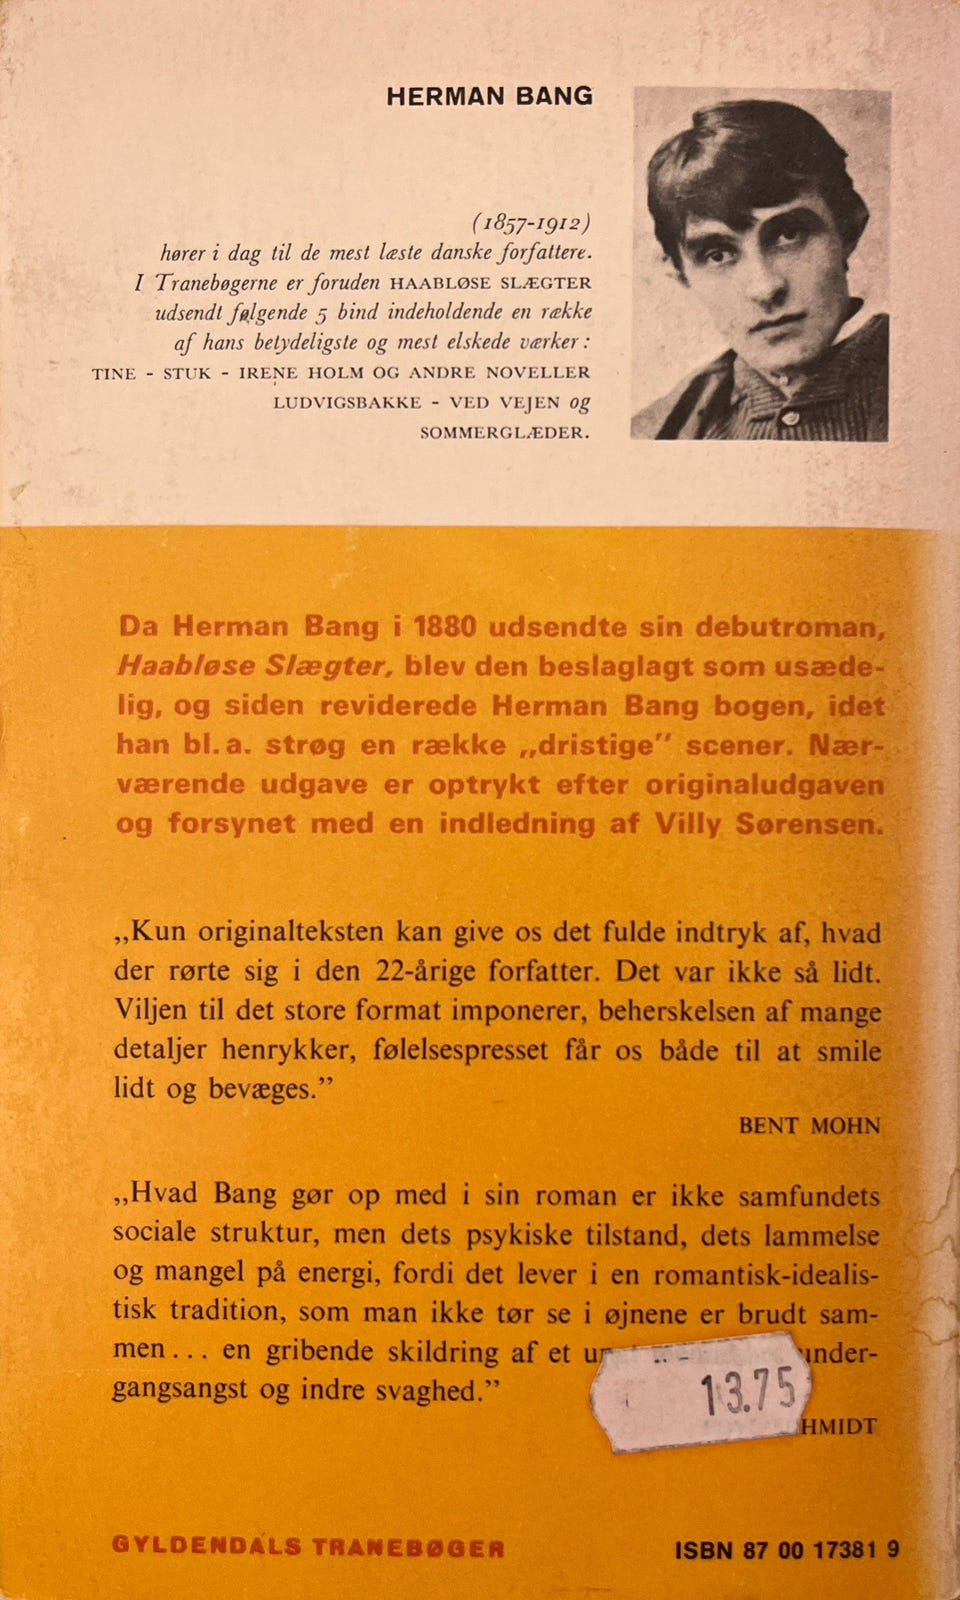 HERMAN BANG
(1857-1912)
hører i dag til de mest læste danske forfattere.
I Tranebøgerne er foruden HAABLØSE SLÆGTER
udsendt følgende 5 bind indeholdende en række
af hans betydeligste og mest elskede værker:
TINE - STUK - IRENE HOLM OG ANDRE NOVELLER
LUDVIGSBAKKE - VED VEJEN og
SOMMERGLÆDER.
Da Herman Bang i 1880 udsendte sin debutroman,
Haabløse Slægter, blev den beslaglagt som usæde-
lig, og siden reviderede Herman Bang bogen, idet
han bl.a. strøg en række „dristige” scener. Nær-
værende udgave er optrykt efter originaludgaven
og forsynet med en indledning af Villy Sørensen.
„Kun originalteksten kan give os det fulde indtryk af, hvad
der rørte sig i den 22-årige forfatter. Det var ikke så lidt.
Viljen til det store format imponerer, beherskelsen af mange
detaljer henrykker, følelsespresset får os både til at smile
lidt og bevæges.”
BENT MOHN
„Hvad Bang gør op med i sin roman er ikke samfundets
sociale struktur, men dets psykiske tilstand, dets lammelse
og mangel på energi, fordi det lever i en romantisk-idealis-
tisk tradition, som man ikke tør se i øjnene er brudt sam-
men... en gribende skildring af et under-
gangsangst og indre svaghed.”
13.75
HMIDT
GYLDENDALS TRANEBØGER
ISBN 87 00 17381 9